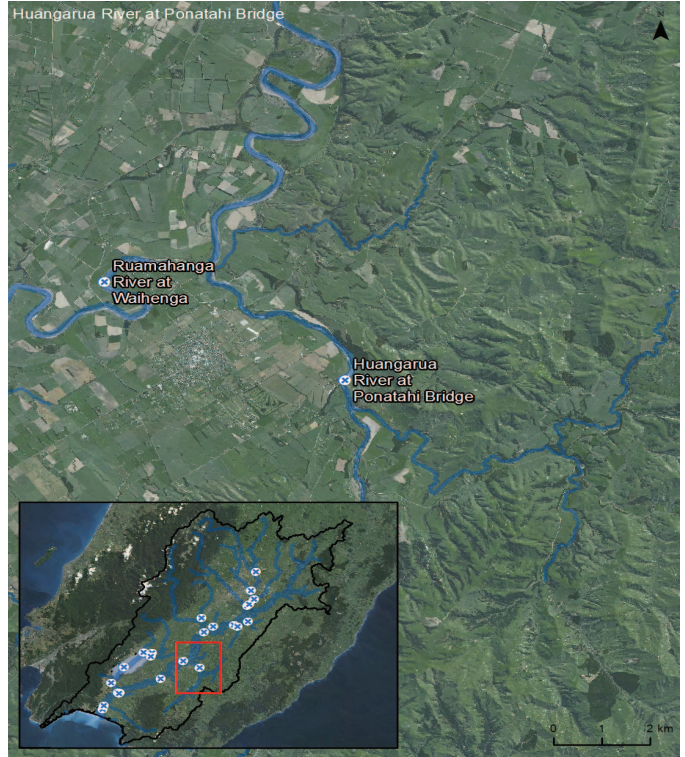 Huangarua River at Ponatahi Bridge
N
Ruamahanga
River at
Waihenga
Huangarua
River at
Ponatahi Bridge
0 1 2 km